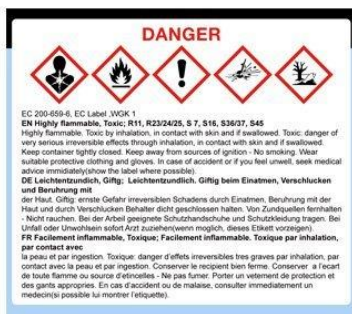 DANGER
EC 200-659-6, EC Label ,WGK 1
EN Highly flammable, Toxic; R11, R23/24/25, S 7, S16, S36/37, S45
Highly flammable. Toxic by inhalation, in contact with skin and if swallowed. Toxic: danger of
very serious irreversible effects through inhalation, in contact with skin and if swallowed.
Keep container tightly closed. Keep away from sources of ignition - No smoking. Wear
suitable protective clothing and gloves. In case of accident or if you feel unwell, seek medical
advice immidiately(show the label where possible).
DE Leichtentzundlich, Giftg; Leichtentzundlich. Giftig beim Einatmen, Verschlucken
und Beruhrung mit
der Haut. Giftig: ernste Gefahr irreversiblen Schadens durch Einatmen. Beruhrung mit der
Haut und durch Verschlucken Behalter dicht geschlossen halten. Von Zundquellen fernhalten
- Nicht rauchen. Bei der Arbeit geeignete Schutzhandschuhe und Schutzkleidung tragen. Bei
Unfall oder Unwohlsein sofort Arzt zuziehen(wenn moglich, dieses Etikett vorzeigen).
FR Facilement inflammable, Toxique; Facilement inflammable. Toxique par inhalation,
par contact avec
la peau et par ingestion. Toxique: danger d'effets irreversibles tres graves par inhalation, par
contact avec la peau et par ingestion. Conserver le recipient bien ferme. Conserver a l'ecart
de toute flamme ou source d'etincelles - Ne pas fumer. Porter un vetement de protection et
des gants appropries. En cas d'accident ou de malaise, consulter immediatement un
medecin(si possible lui montrer l'etiquette).